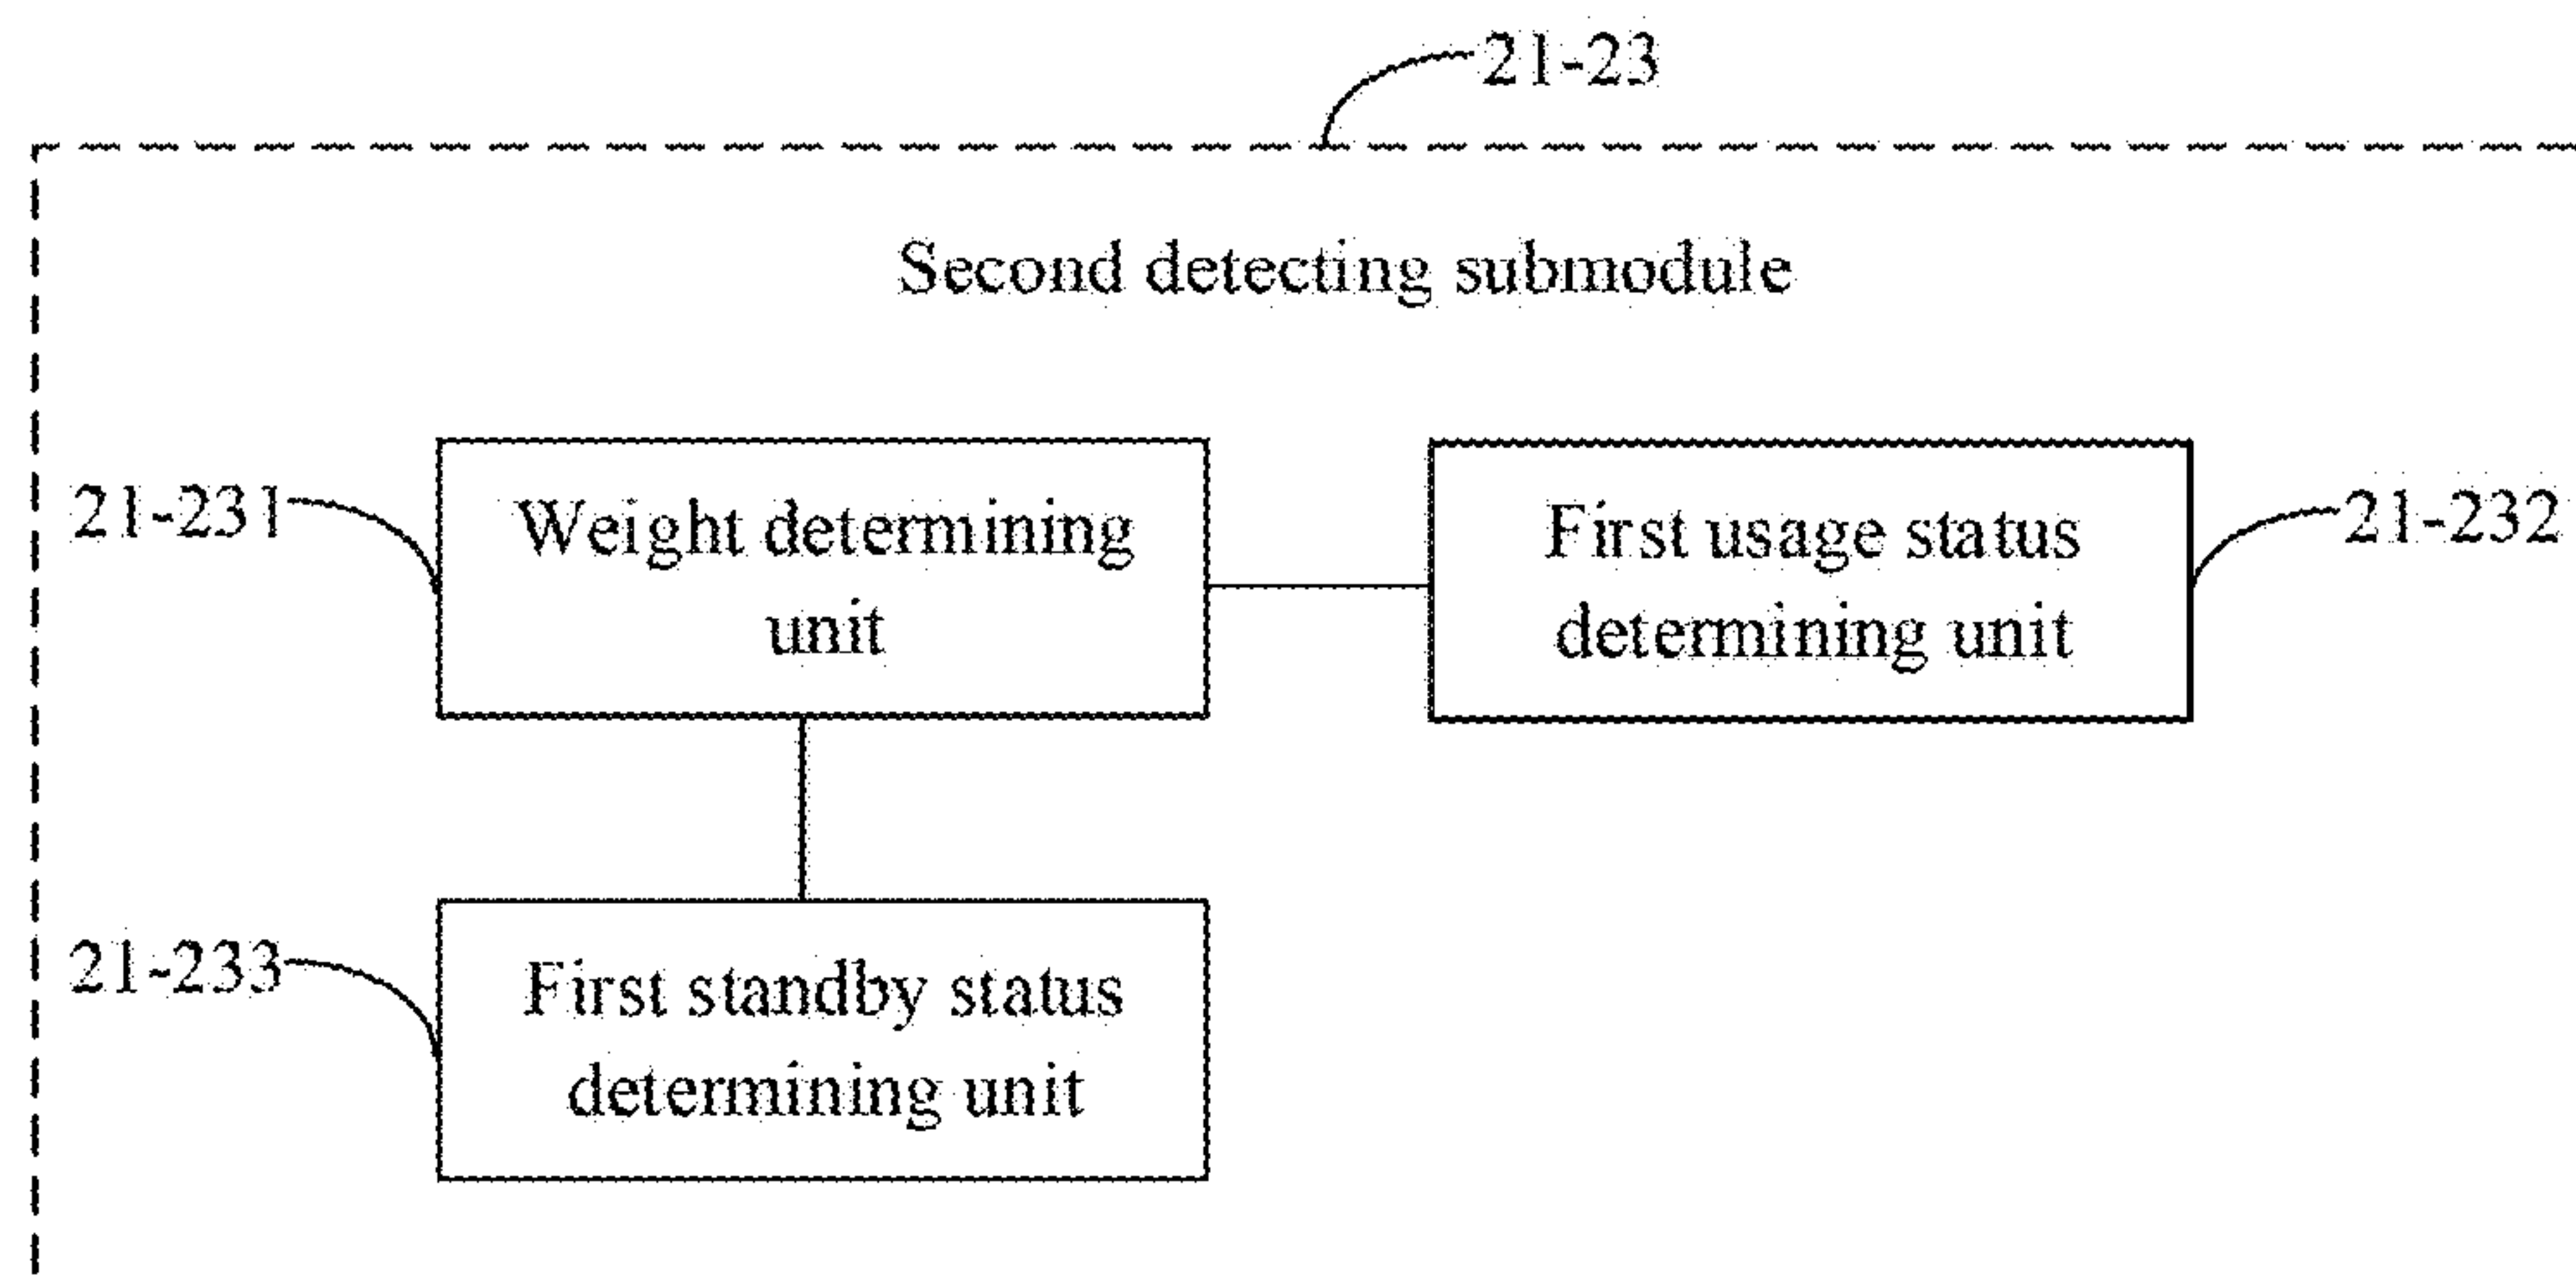 21-23
Second detecting submodule
21-231
Weight determining
unit
First usage status
determining unit
21-232
21-233
First standby status
determining unit